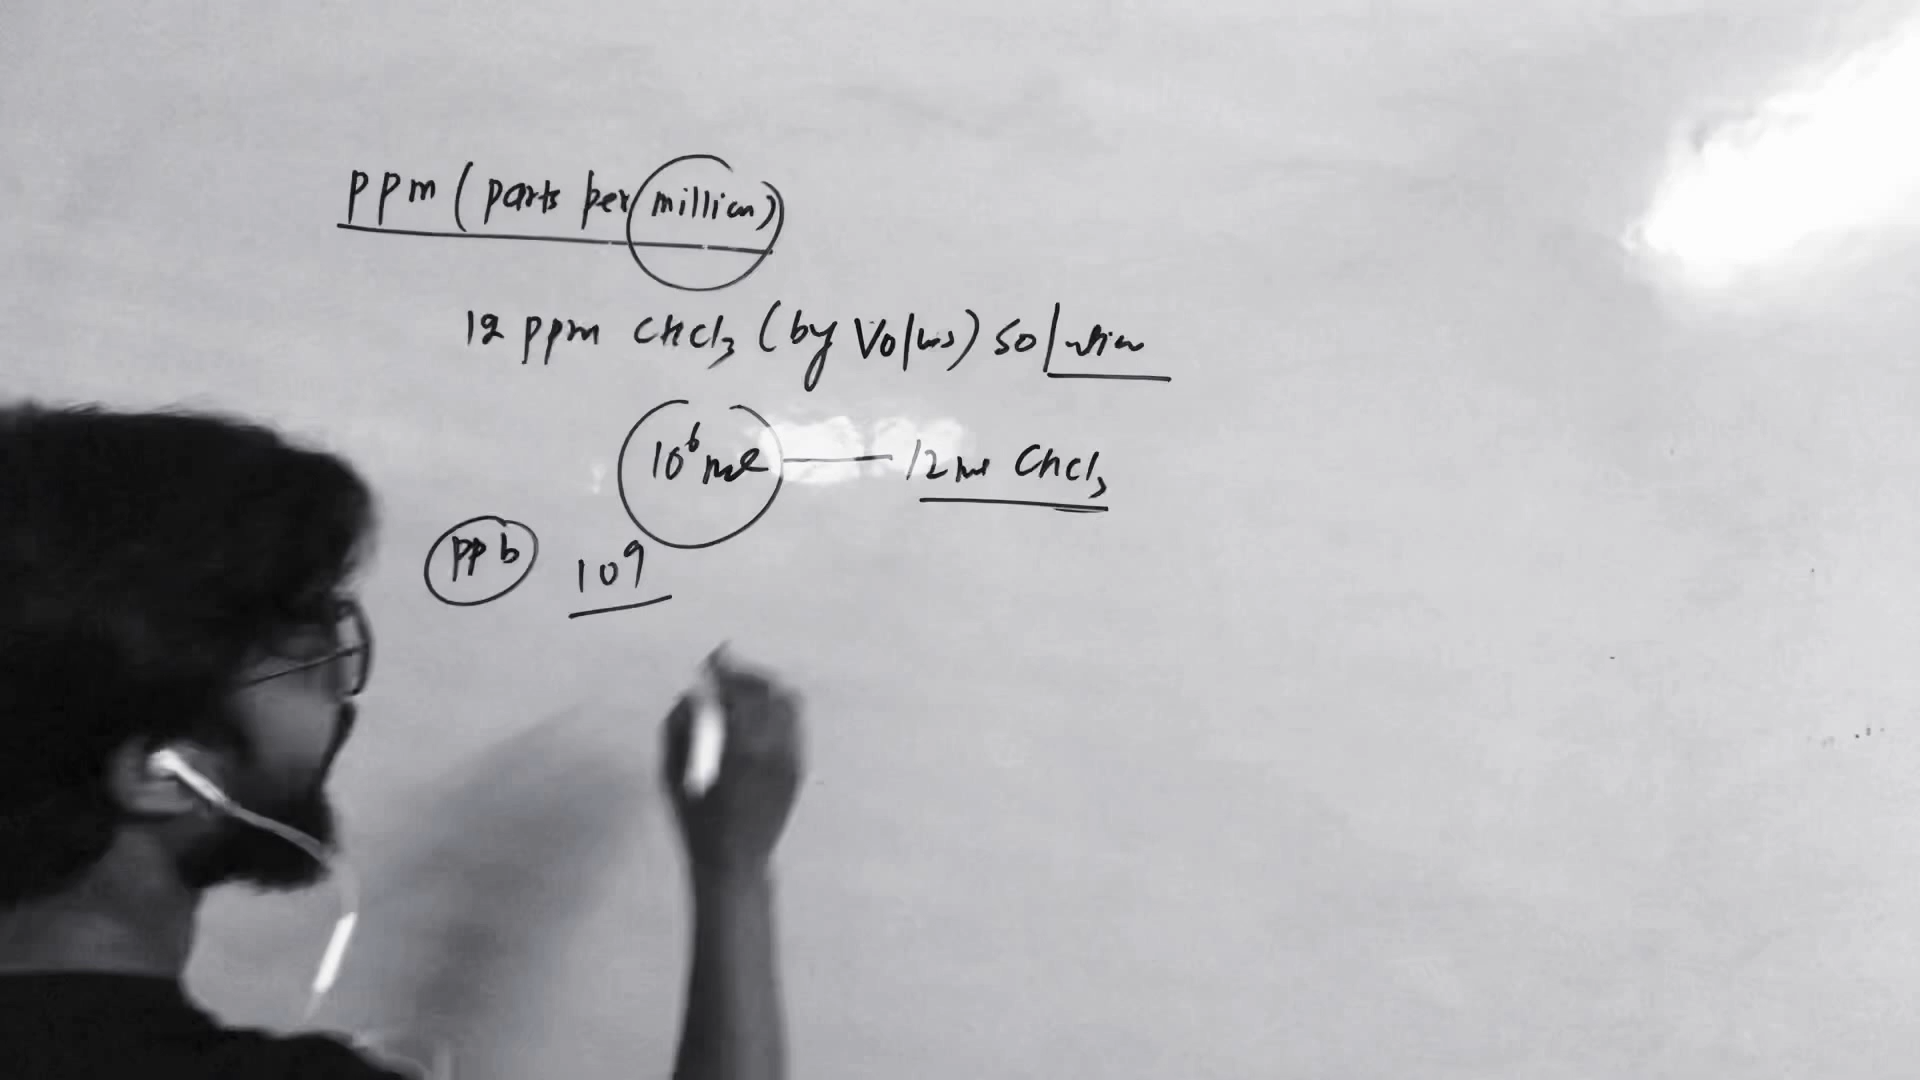 ppm (parts per million)
12 ppm CHCl3 (by Volume) solution
10^6 ml — 12 ml CHCl3
ppb 10^9